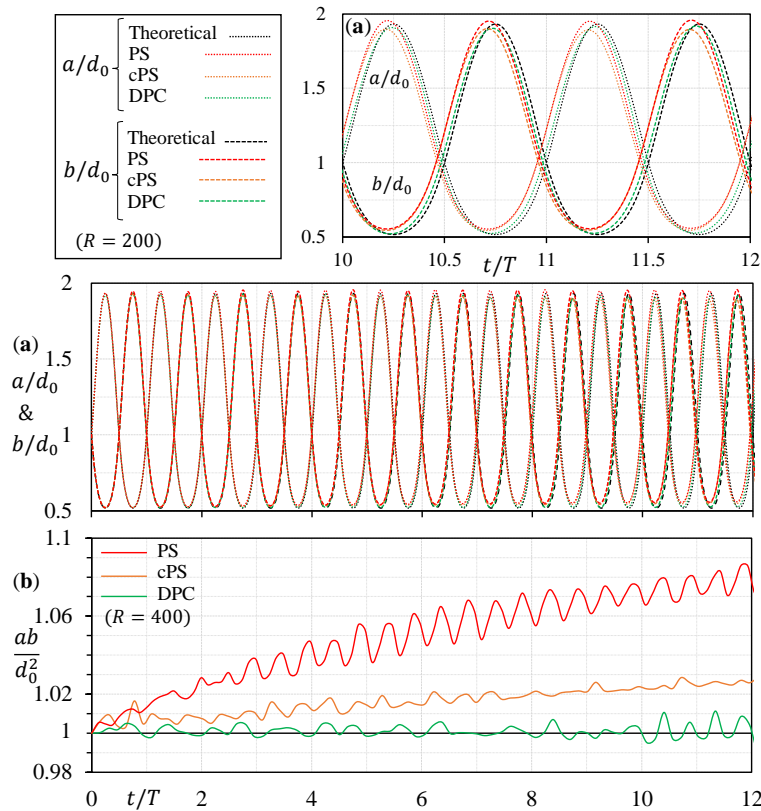 Theoretical
a/d₀
PS
cPS
DPC
Theoretical
b/d₀
PS
cPS
DPC
(R = 200)
(a)
2
1.5
1
0.5
a/d₀
b/d₀
10
10.5
11
11.5
12
t/T
(a)
a/d₀
&
b/d₀
2
1.5
1
0.5
(b)
ab
d₀²
1.1
1.06
1.02
1
0.98
PS
cPS
DPC
(R = 400)
0
t/T
2
4
6
8
10
12